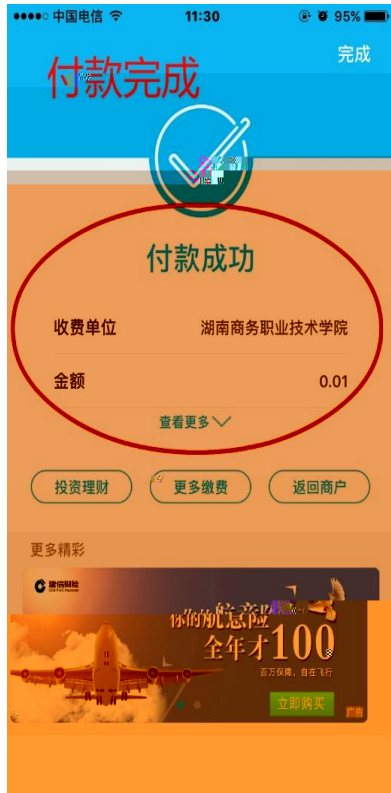 中国电信 11:30 95%
完成
付款完成
付款成功
收费单位 湖南商务职业技术学院
金额 0.01
查看更多
投资理财 更多缴费 返回商户
更多精彩
建信财险
你的航意险
全年才100
百万保障，自在飞行
立即购买
广告